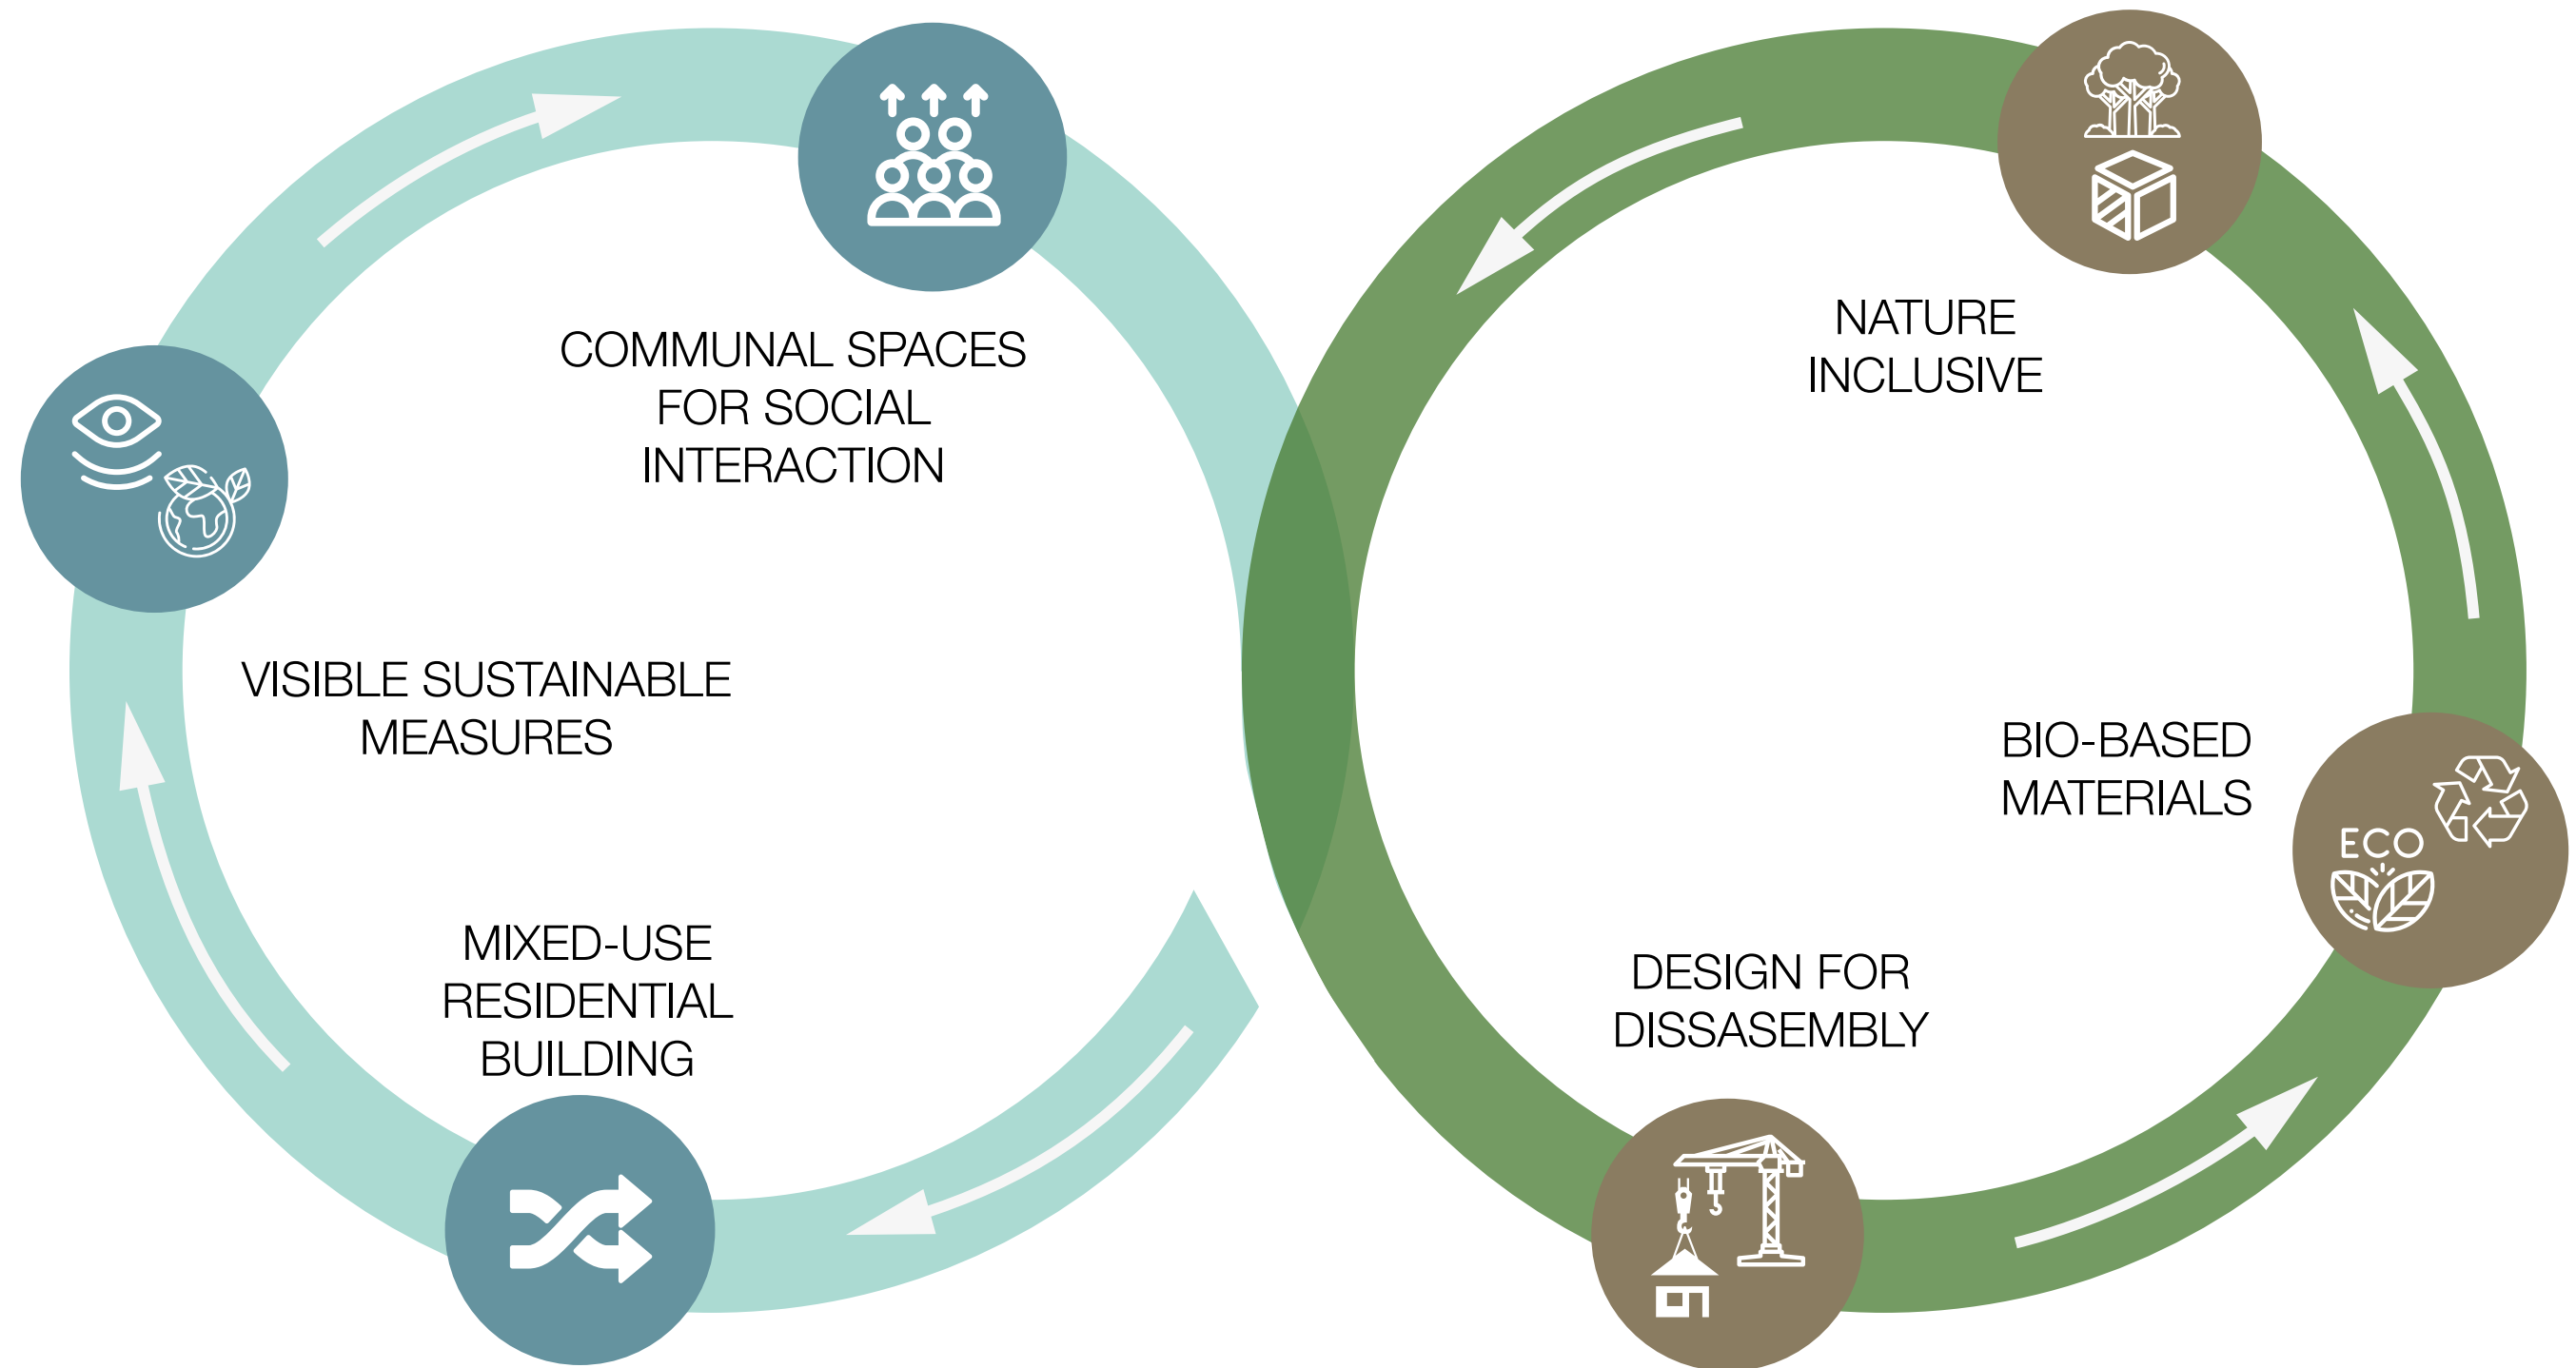 COMMUNAL SPACES
FOR SOCIAL
INTERACTION
VISIBLE SUSTAINABLE
MEASURES
MIXED-USE
RESIDENTIAL
BUILDING
NATURE
INCLUSIVE
BIO-BASED
MATERIALS
ECO
DESIGN FOR
DISSASEMBLY